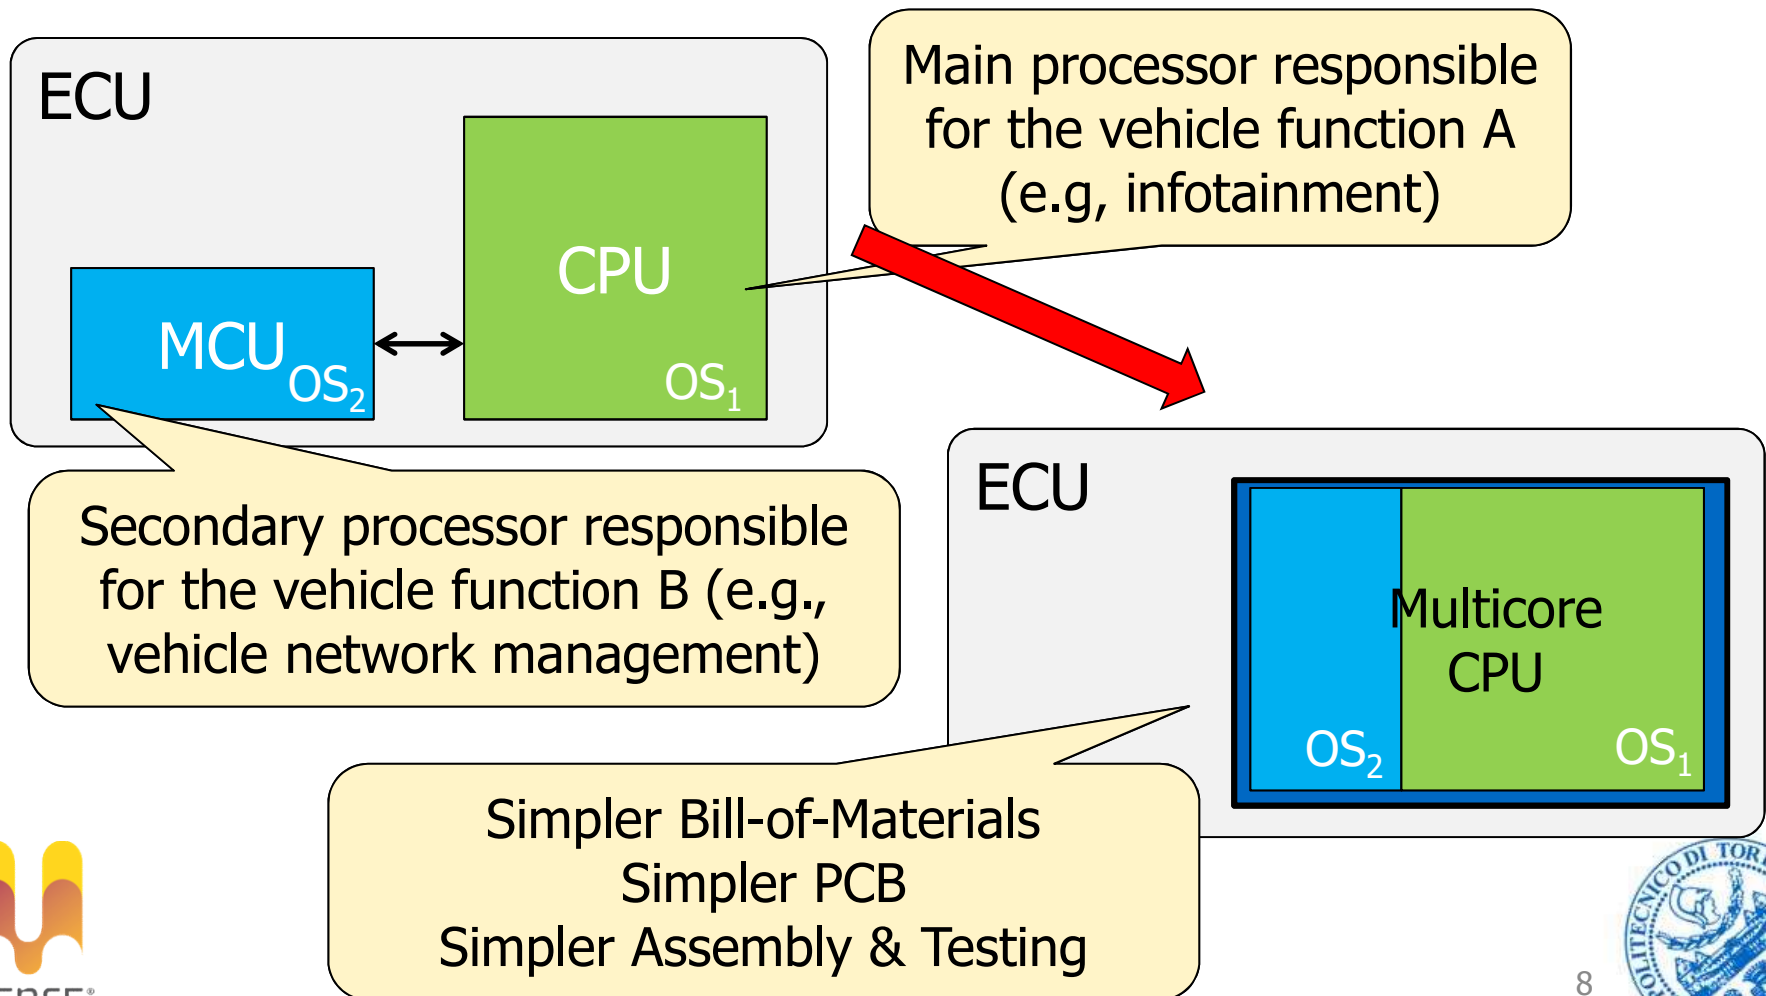 ECU
Main processor responsible
for the vehicle function A
(e.g, infotainment)
CPU
MCU
OS₂
OS₁
Secondary processor responsible
for the vehicle function B (e.g.,
vehicle network management)
ECU
Multicore
CPU
OS₂
OS₁
Simpler Bill-of-Materials
Simpler PCB
Simpler Assembly & Testing
8